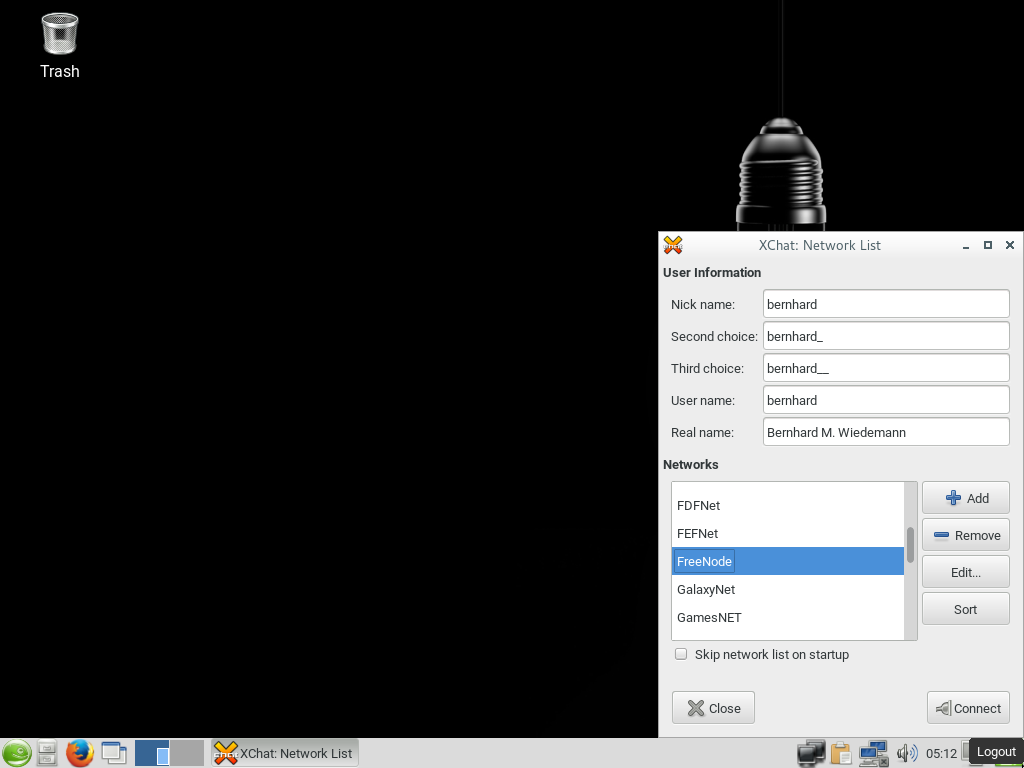 Trash
XChat: Network List
User Information
Nick name: bernhard
Second choice: bernhard_
Third choice: bernhard__
User name: bernhard
Real name: Bernhard M. Wiedemann
Networks
FDFNet
FEFNet
FreeNode
GalaxyNet
GamesNET
Add
Remove
Edit...
Sort
Skip network list on startup
Close
Connect
XChat: Network List
05:12
Logout